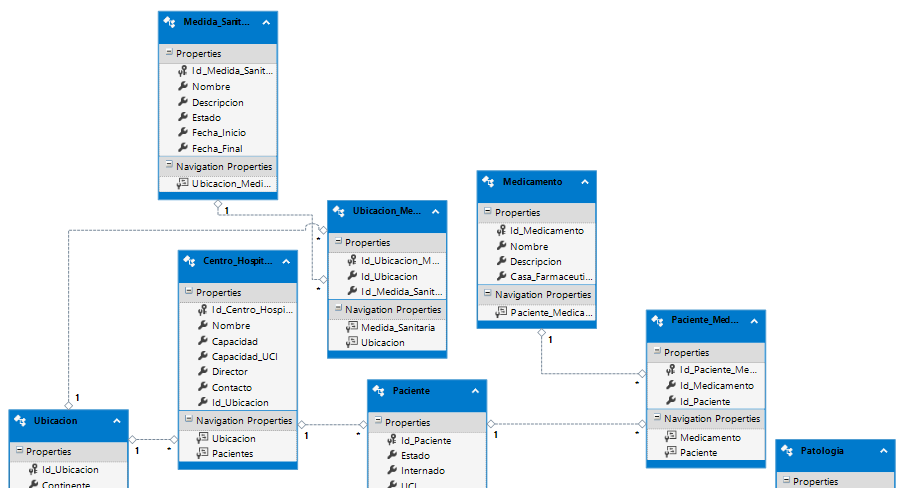 Medida_Sanit...
Properties
Id_Medida_Sanit...
Nombre
Descripcion
Estado
Fecha_Inicio
Fecha_Final
Navigation Properties
Ubicacion_Medi...
1
Ubicacion_Me...
Properties
Id_Ubicacion_M...
Id_Ubicacion
Id_Medida_Sanit...
Navigation Properties
Medida_Sanitaria
Ubicacion
*
*
Medicamento
Properties
Id_Medicamento
Nombre
Descripcion
Casa_Farmaceuti...
Navigation Properties
Paciente_Medica...
1
Centro_Hospit...
Properties
Id_Centro_Hospi...
Nombre
Capacidad
Capacidad_UCI
Director
Contacto
Id_Ubicacion
Navigation Properties
Ubicacion
Pacientes
1
*
Paciente_Med...
Properties
Id_Paciente_Me...
Id_Medicamento
Id_Paciente
Navigation Properties
Medicamento
Paciente
*
*
Paciente
Properties
Id_Paciente
Estado
Internado
UCI
1
Ubicacion
Properties
Id_Ubicacion
Continente
1
1
*
Patologia
Properties